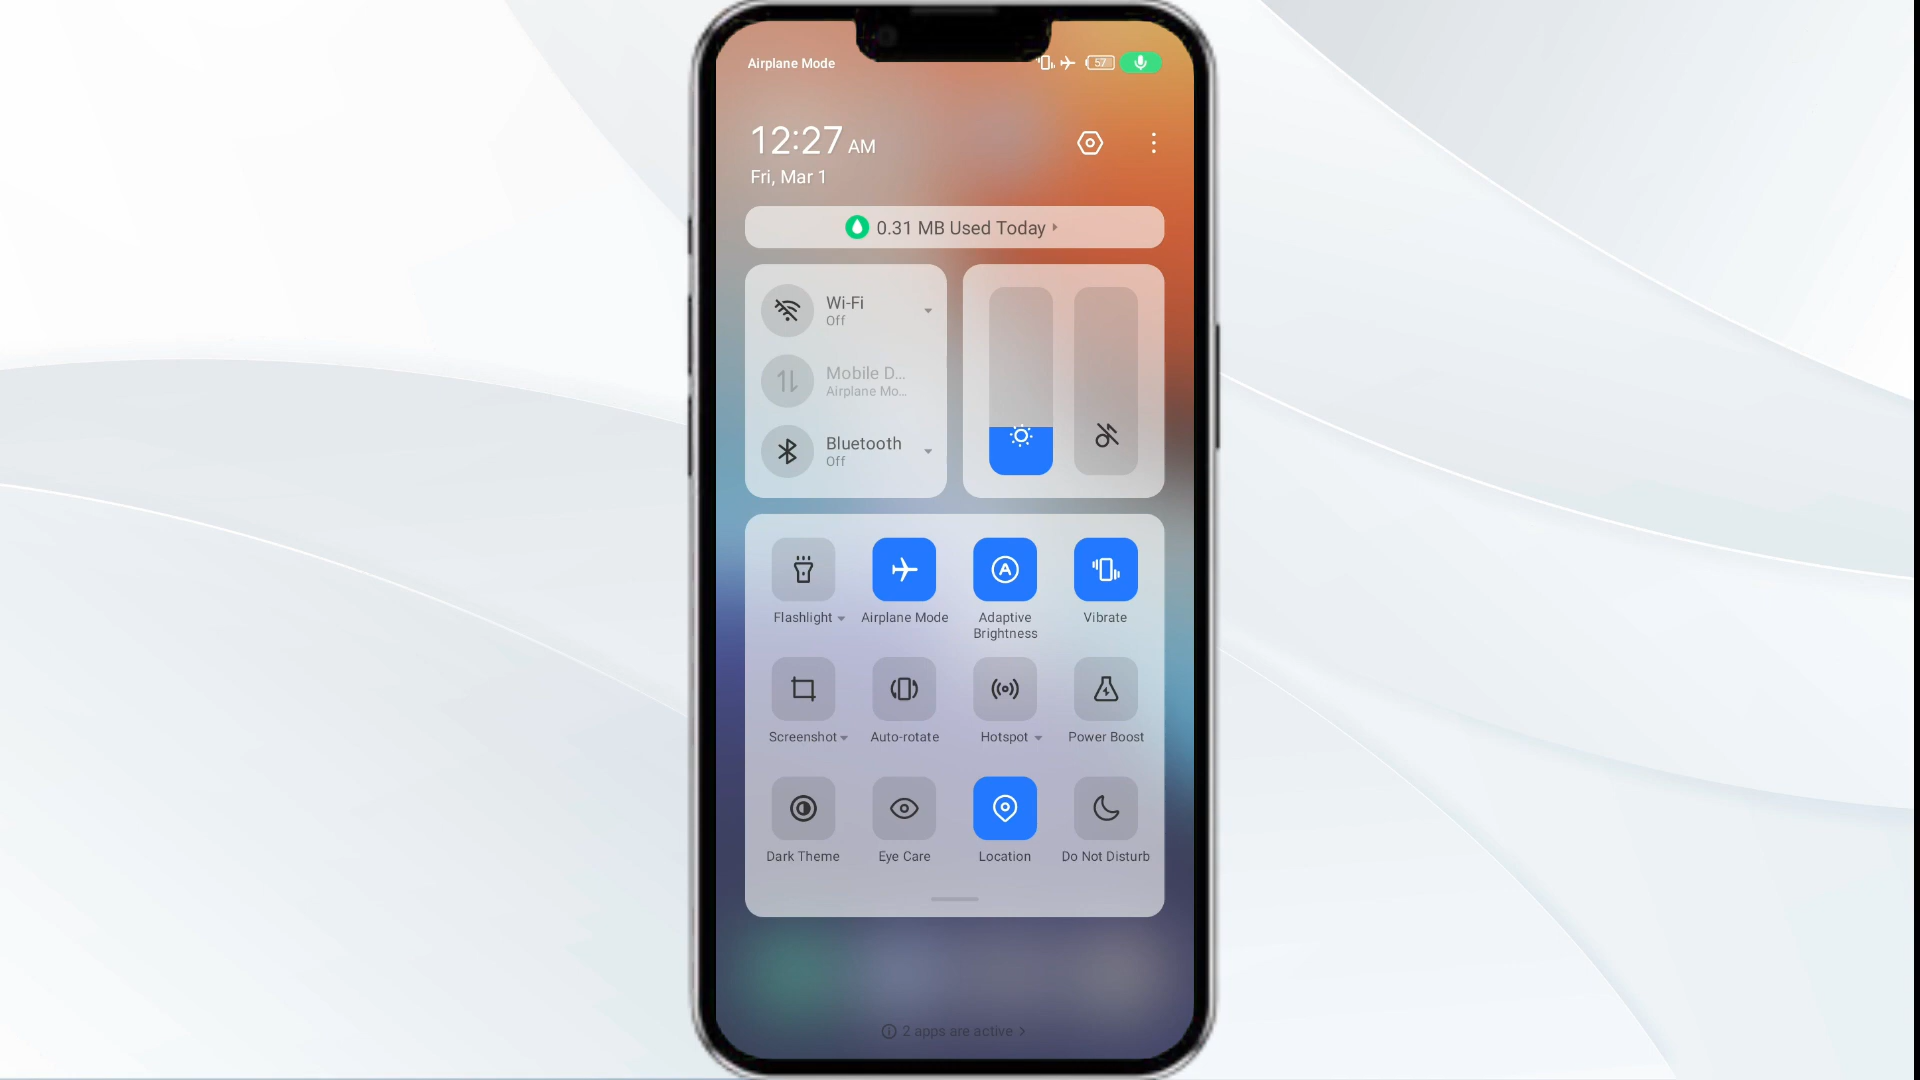 Airplane Mode
57
12:27 AM
Fri, Mar 1
0.31 MB Used Today
Wi-Fi
Off
Mobile D...
Airplane Mo...
Bluetooth
Off
Flashlight
Airplane Mode
Adaptive
Brightness
Vibrate
Screenshot
Auto-rotate
Hotspot
Power Boost
Dark Theme
Eye Care
Location
Do Not Disturb
2 apps are active